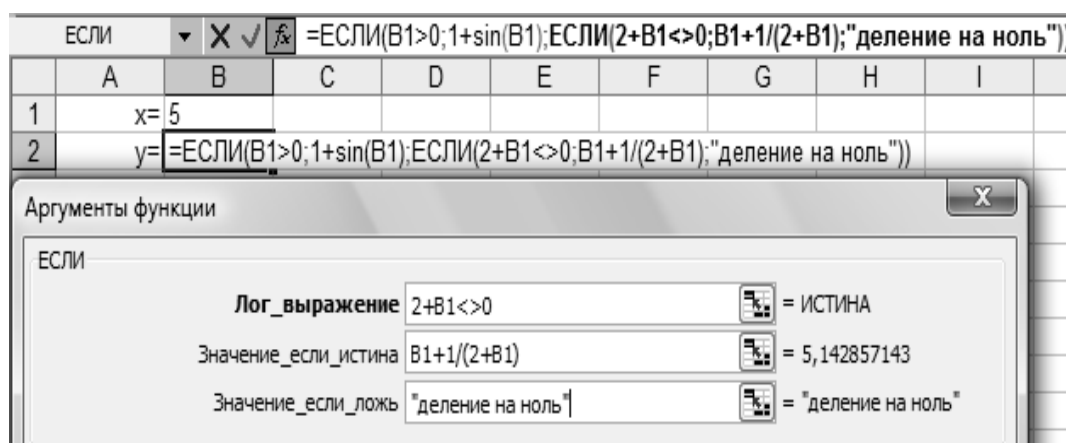 ЕСЛИ fx =ЕСЛИ(B1>0;1+sin(B1);ЕСЛИ(2+B1<>0;B1+1/(2+B1);"деление на ноль"))
A B C D E F G H I
1 x= 5
2 y= =ЕСЛИ(B1>0;1+sin(B1);ЕСЛИ(2+B1<>0;B1+1/(2+B1);"деление на ноль"))
Аргументы функции X
ЕСЛИ
Лог_выражение 2+B1<>0 = ИСТИНА
Значение_если_истина B1+1/(2+B1) = 5,142857143
Значение_если_ложь "деление на ноль" = "деление на ноль"